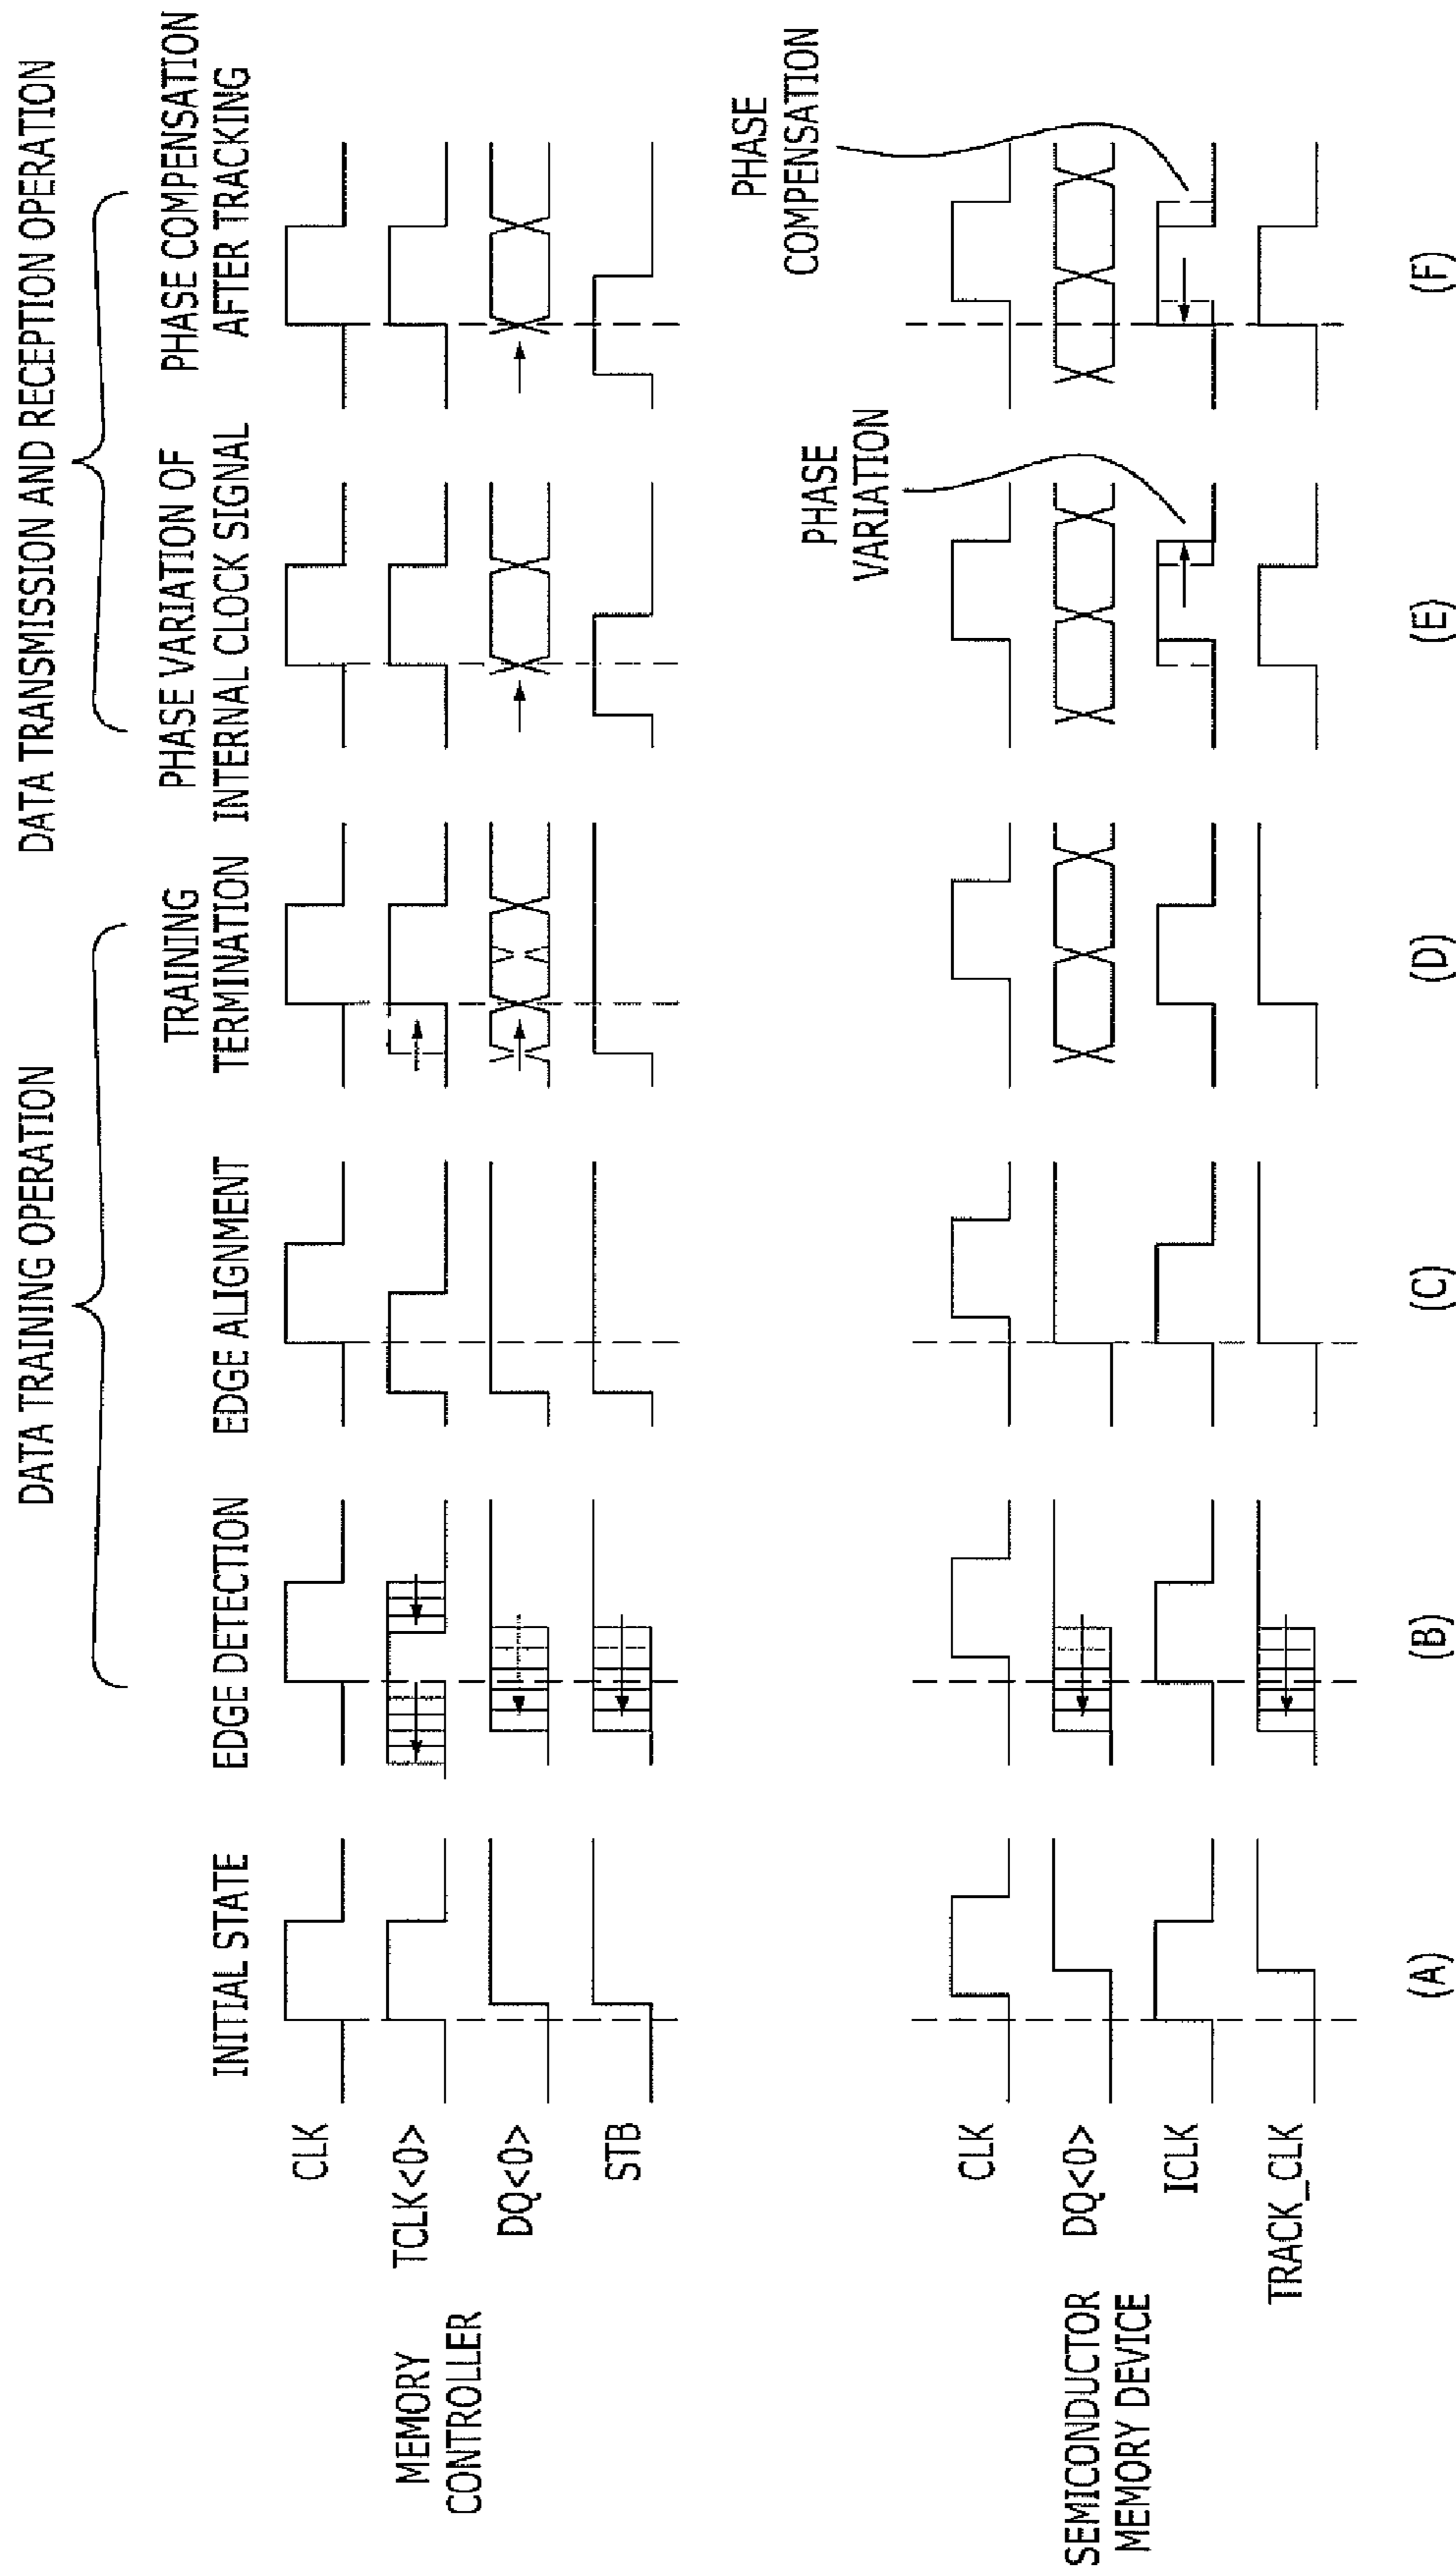 DATA TRAINING OPERATION
DATA TRANSMISSION AND RECEPTION OPERATION
INITIAL STATE
EDGE DETECTION
EDGE ALIGNMENT
TRAINING
TERMINATION
PHASE VARIATION OF
INTERNAL CLOCK SIGNAL
PHASE COMPENSATION
AFTER TRACKING
MEMORY
CONTROLLER
CLK
TCLK<0>
DQ<0>
STB
SEMICONDUCTOR
MEMORY DEVICE
CLK
DQ<0>
ICLK
TRACK_CLK
PHASE
VARIATION
PHASE
COMPENSATION
(A)
(B)
(C)
(D)
(E)
(F)